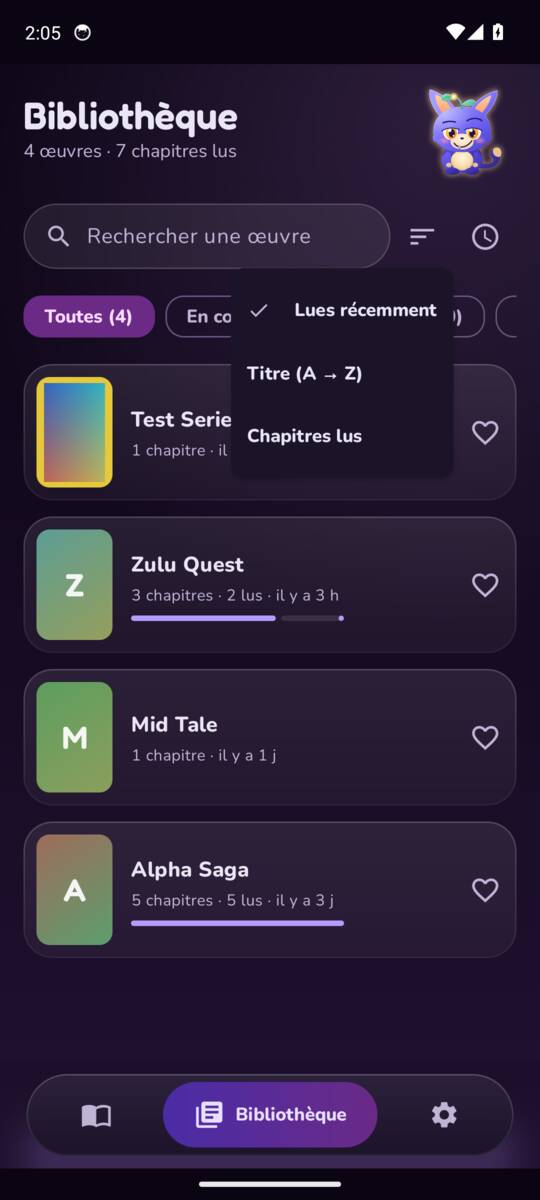 2:05
Bibliothèque
4 œuvres · 7 chapitres lus
Rechercher une œuvre
Toutes (4)
En co
)
Lues récemment
Titre (A → Z)
Chapitres lus
Test Serie
1 chapitre · il
Z
Zulu Quest
3 chapitres · 2 lus · il y a 3 h
M
Mid Tale
1 chapitre · il y a 1 j
A
Alpha Saga
5 chapitres · 5 lus · il y a 3 j
Bibliothèque